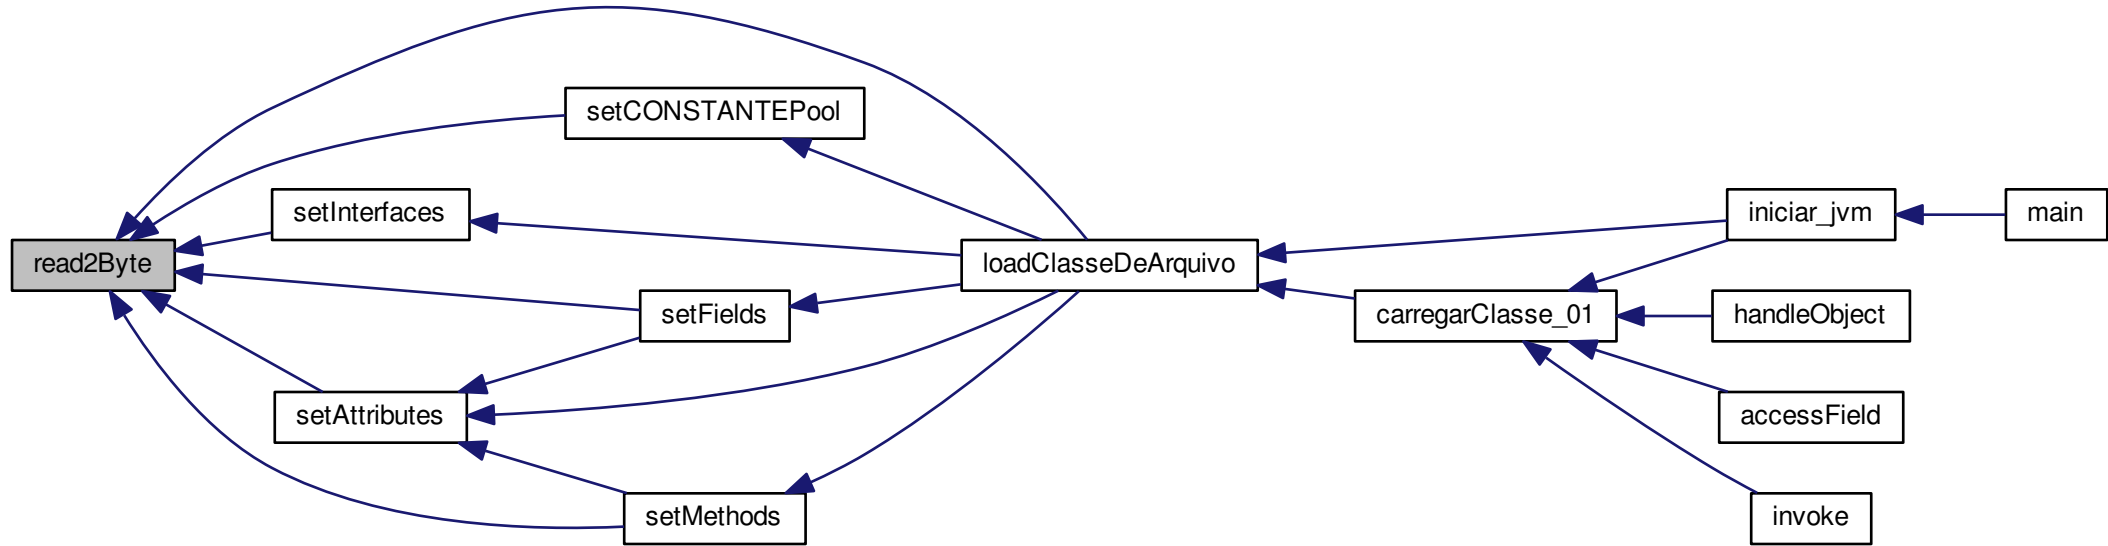 read2Byte
setCONSTANTEPool
setInterfaces
setFields
setAttributes
setMethods
loadClasseDeArquivo
iniciar_jvm
main
carregarClasse_01
handleObject
accessField
invoke